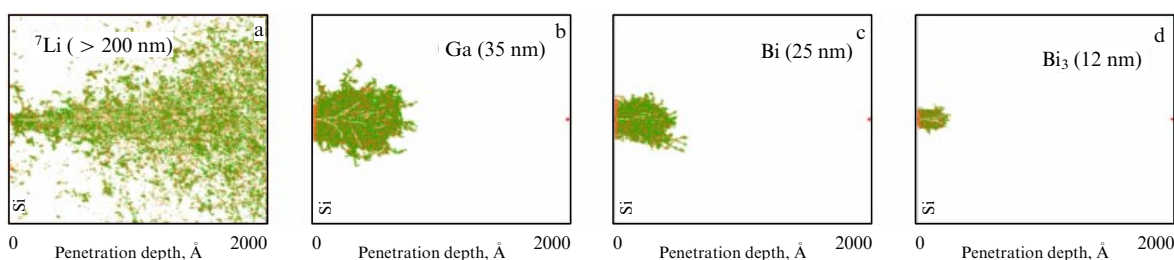 a
⁷Li ( > 200 nm)
Si
0 2000
Penetration depth, Å
b
Ga (35 nm)
Si
0 2000
Penetration depth, Å
c
Bi (25 nm)
Si
0 2000
Penetration depth, Å
d
Bi₃ (12 nm)
Si
0 2000
Penetration depth, Å